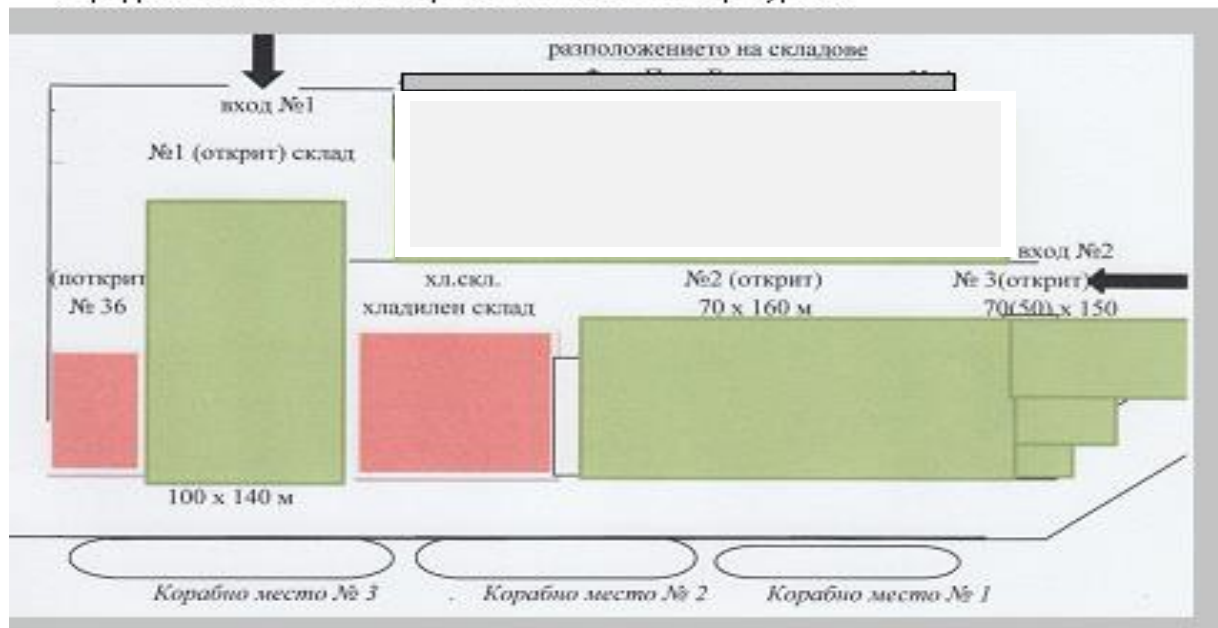 разположението на складове
вход №1
№1 (открит) склад
вход №2
(поткрит
№ 36
хл.скл.
хладилен склад
№2 (открит)
70 х 160 м
№ 3(открит)
70(50),х 150
100 х 140 м
Корабно место № 3
. Корабно место № 2
Корабно место № 1